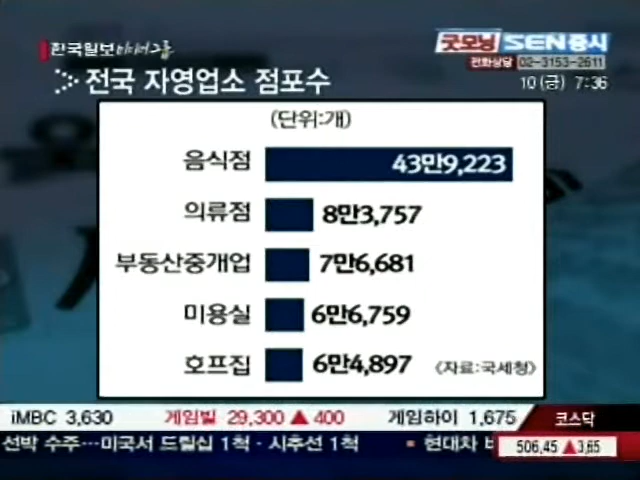 한국일보 미디어그룹
굿모닝 SEN증시
전화상담 02-3153-2611
10(금) 7:36
전국 자영업소 점포수
(단위:개)
음식점 43만9,223
의류점 8만3,757
부동산중개업 7만6,681
미용실 6만6,759
호프집 6만4,897
《자료:국세청》
iMBC 3,630 게임빌 29,300 ▲ 400 게임하이 1,675 코스닥
선박 수주…미국서 드릴십 1척·시추선 1척 ▪ 현대차 506.45 ▲3.65